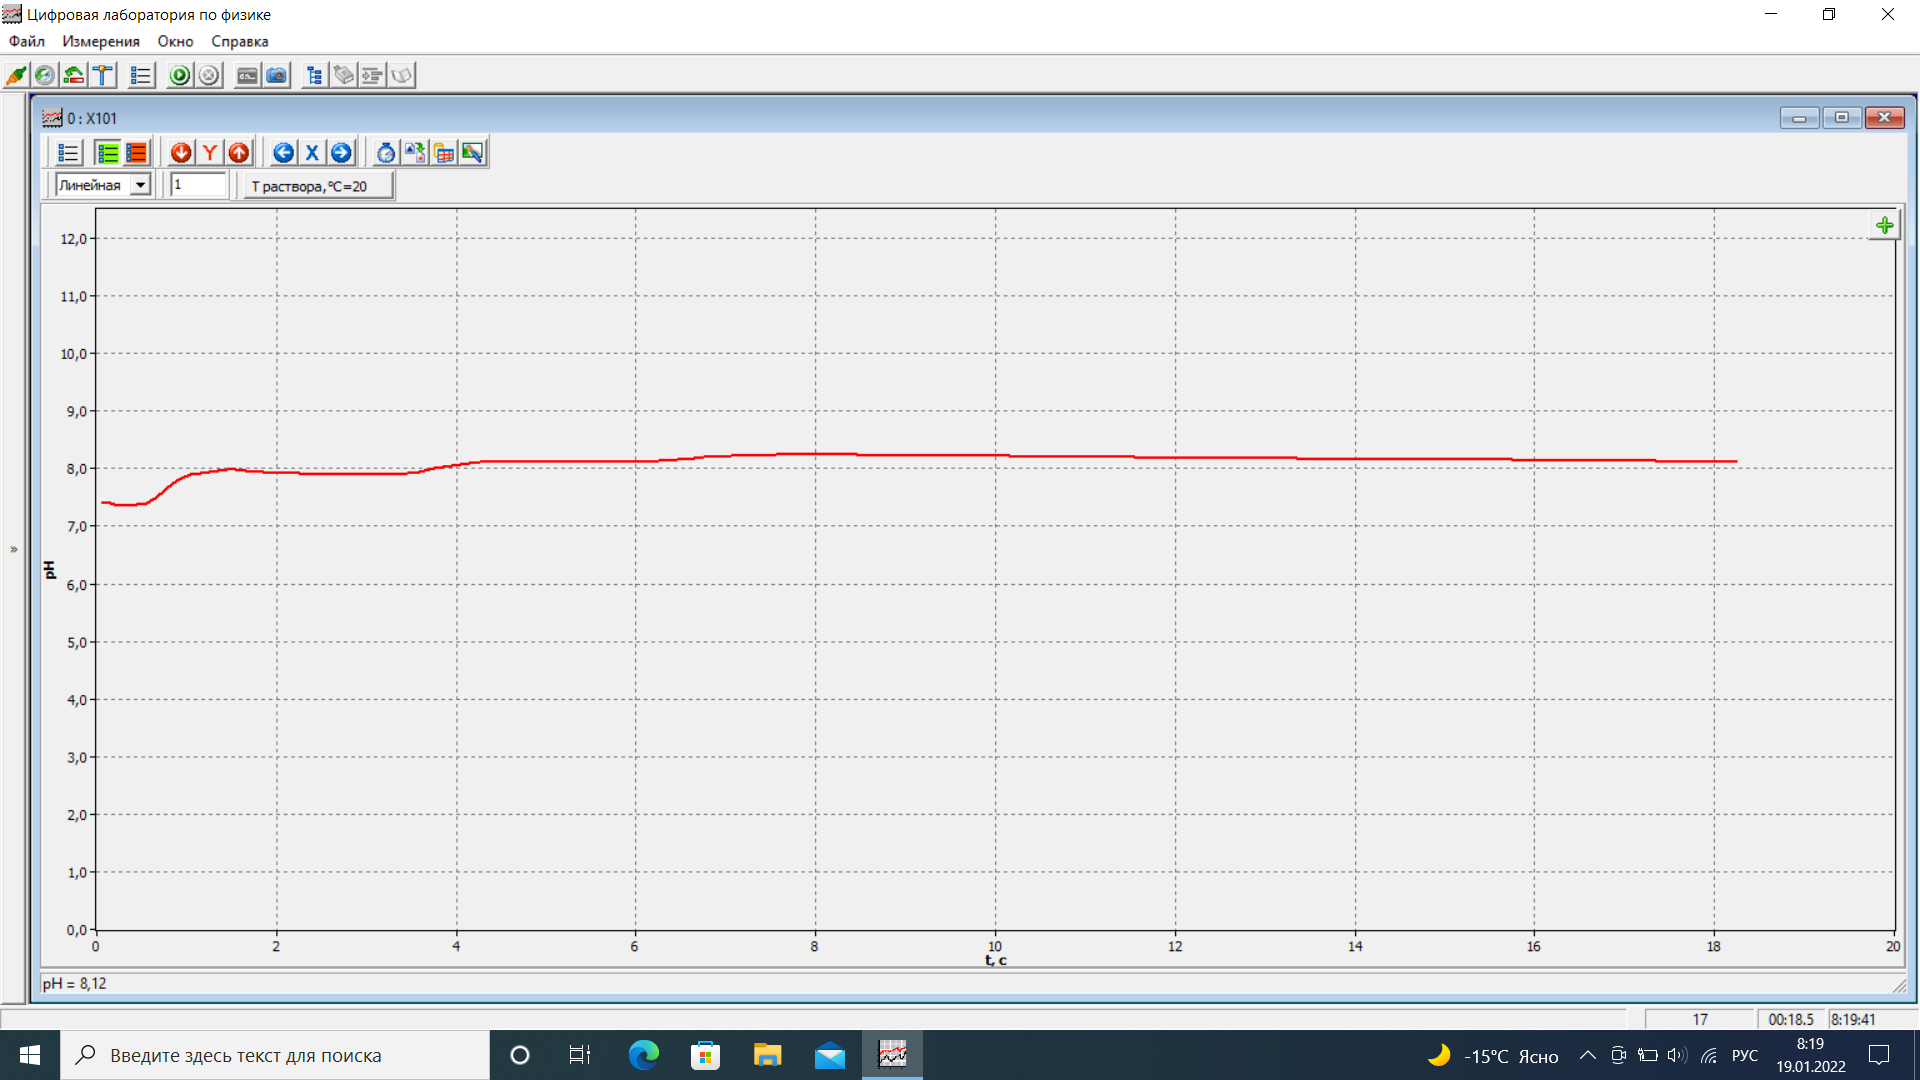 Цифровая лаборатория по физике
Файл Измерения Окно Справка
0 : X101
Y X
Линейная 1 Т раствора,°C=20
12,0
11,0
10,0
9,0
8,0
7,0
6,0
5,0
4,0
3,0
2,0
1,0
0,0
pH
0 2 4 6 8 10 12 14 16 18 20
t, c
pH = 8,12
17 00:18.5 8:19:41
Введите здесь текст для поиска
-15°C Ясно
РУС
8:19
19.01.2022